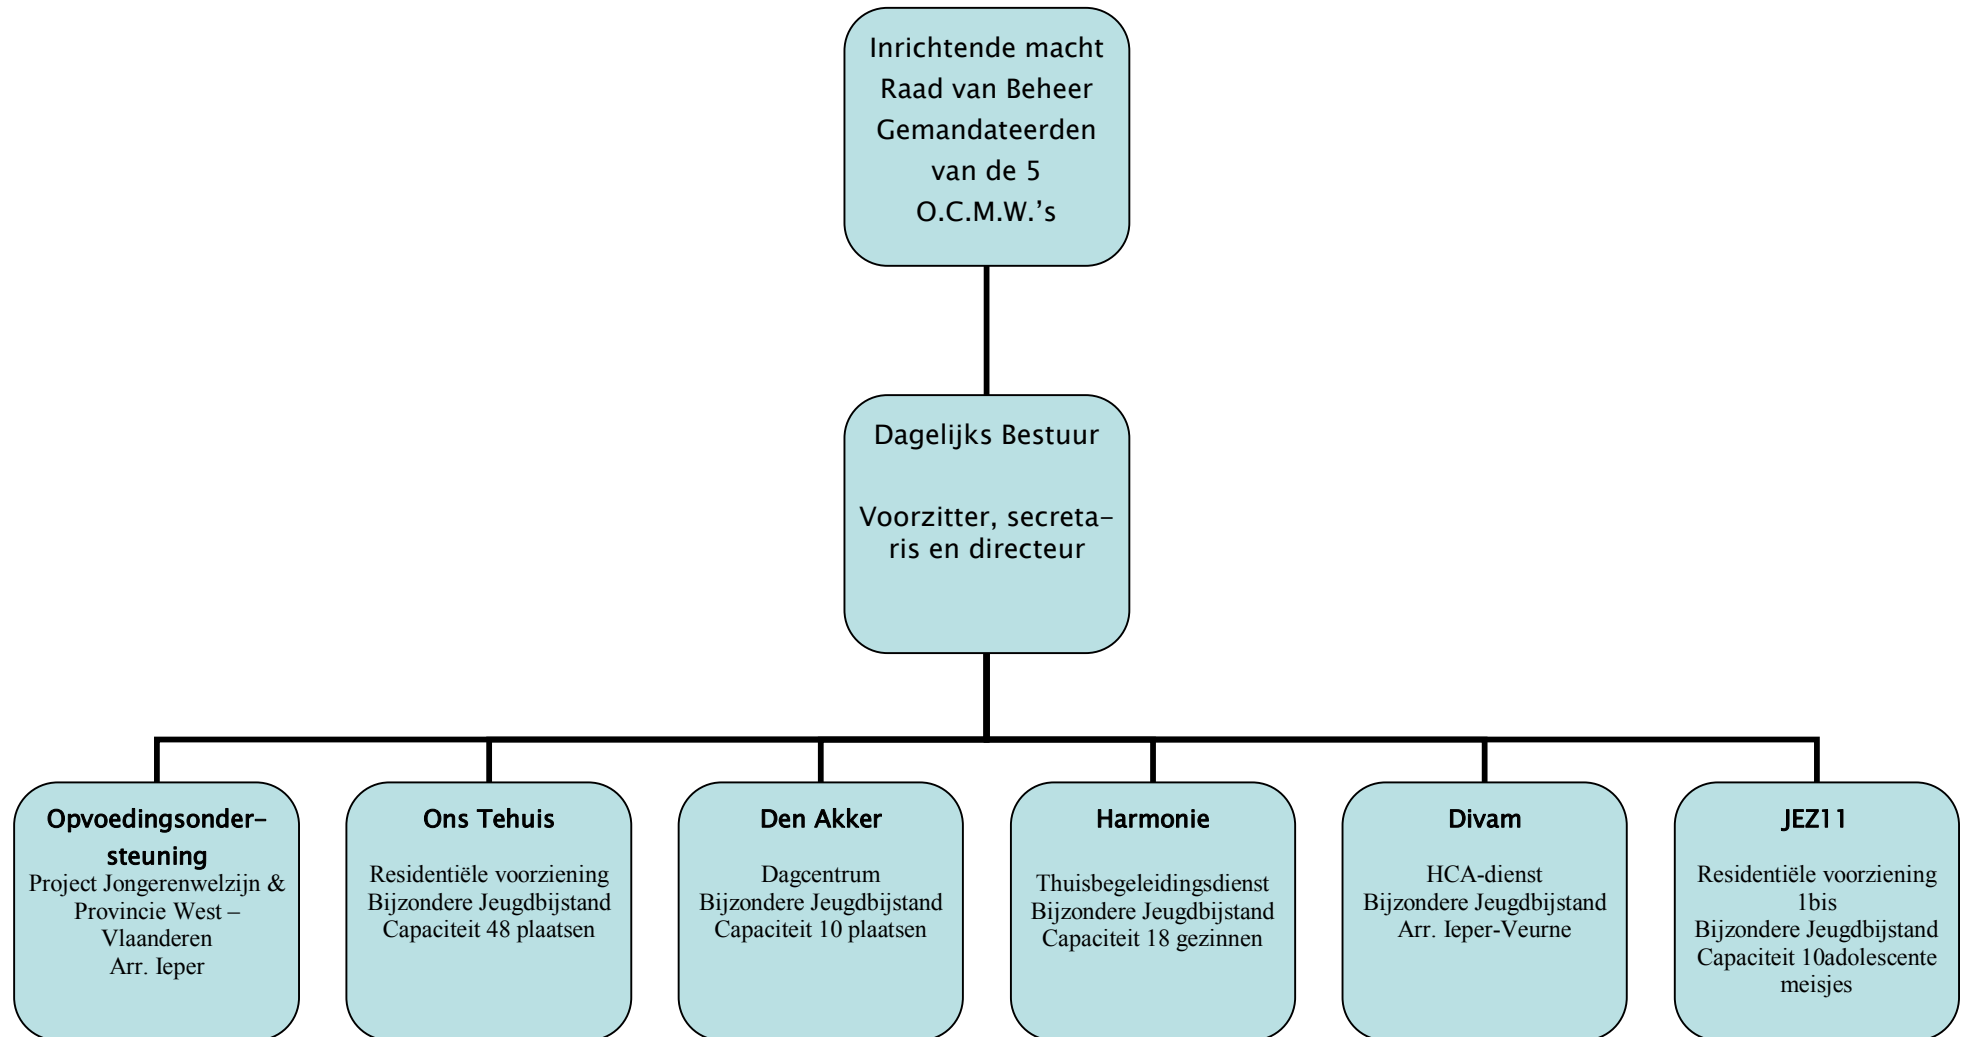 Inrichtende macht
Raad van Beheer
Gemandateerden
van de 5
O.C.M.W.’s
Dagelijks Bestuur
Voorzitter, secreta–
ris en directeur
Opvoedingsonder–
steuning
Project Jongerenwelzijn &
Provincie West –
Vlaanderen
Arr. Ieper
Ons Tehuis
Residentiële voorziening
Bijzondere Jeugdbijstand
Capaciteit 48 plaatsen
Den Akker
Dagcentrum
Bijzondere Jeugdbijstand
Capaciteit 10 plaatsen
Harmonie
Thuisbegeleidingsdienst
Bijzondere Jeugdbijstand
Capaciteit 18 gezinnen
Divam
HCA-dienst
Bijzondere Jeugdbijstand
Arr. Ieper-Veurne
JEZ11
Residentiële voorziening
1bis
Bijzondere Jeugdbijstand
Capaciteit 10adolescente
meisjes